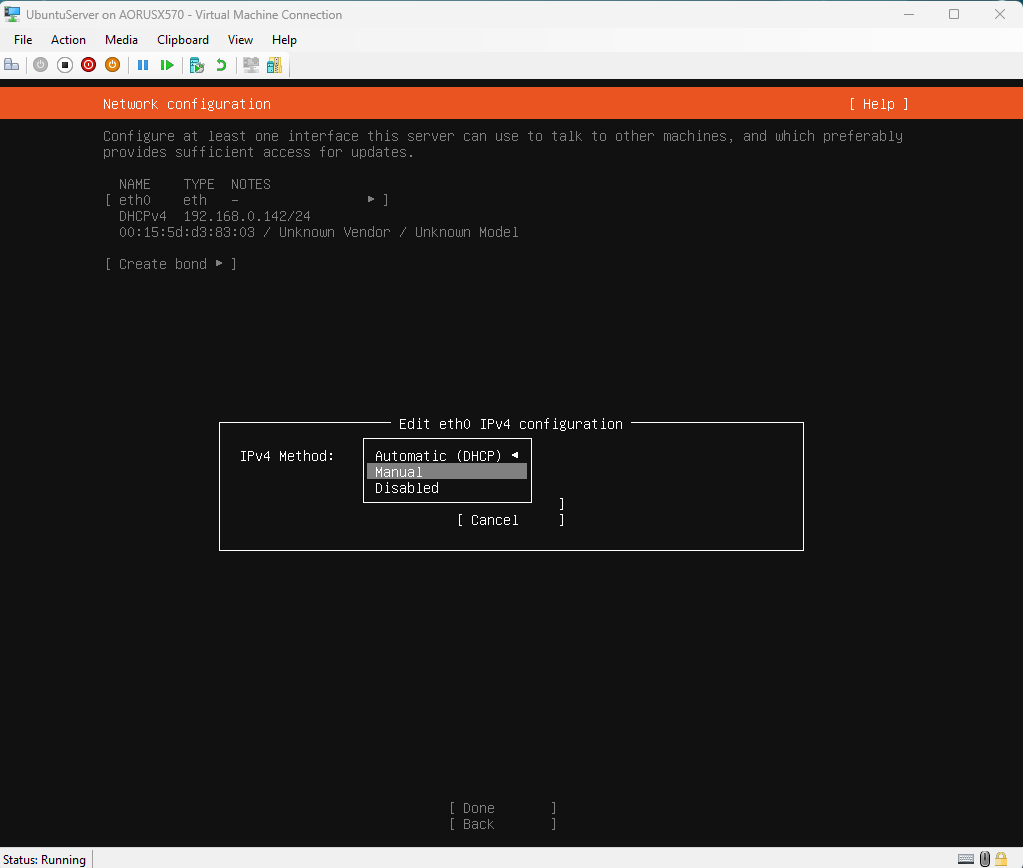 UbuntuServer on AORUSX570 - Virtual Machine Connection
File Action Media Clipboard View Help
Network configuration [ Help ]
Configure at least one interface this server can use to talk to other machines, and which preferably
provides sufficient access for updates.
NAME TYPE NOTES
[ eth0 eth - ▸ ]
DHCPv4 192.168.0.142/24
00:15:5d:d3:83:03 / Unknown Vendor / Unknown Model
[ Create bond ▸ ]
Edit eth0 IPv4 configuration
IPv4 Method: Automatic (DHCP) ◂
Manual
Disabled
]
[ Cancel ]
[ Done ]
[ Back ]
Status: Running